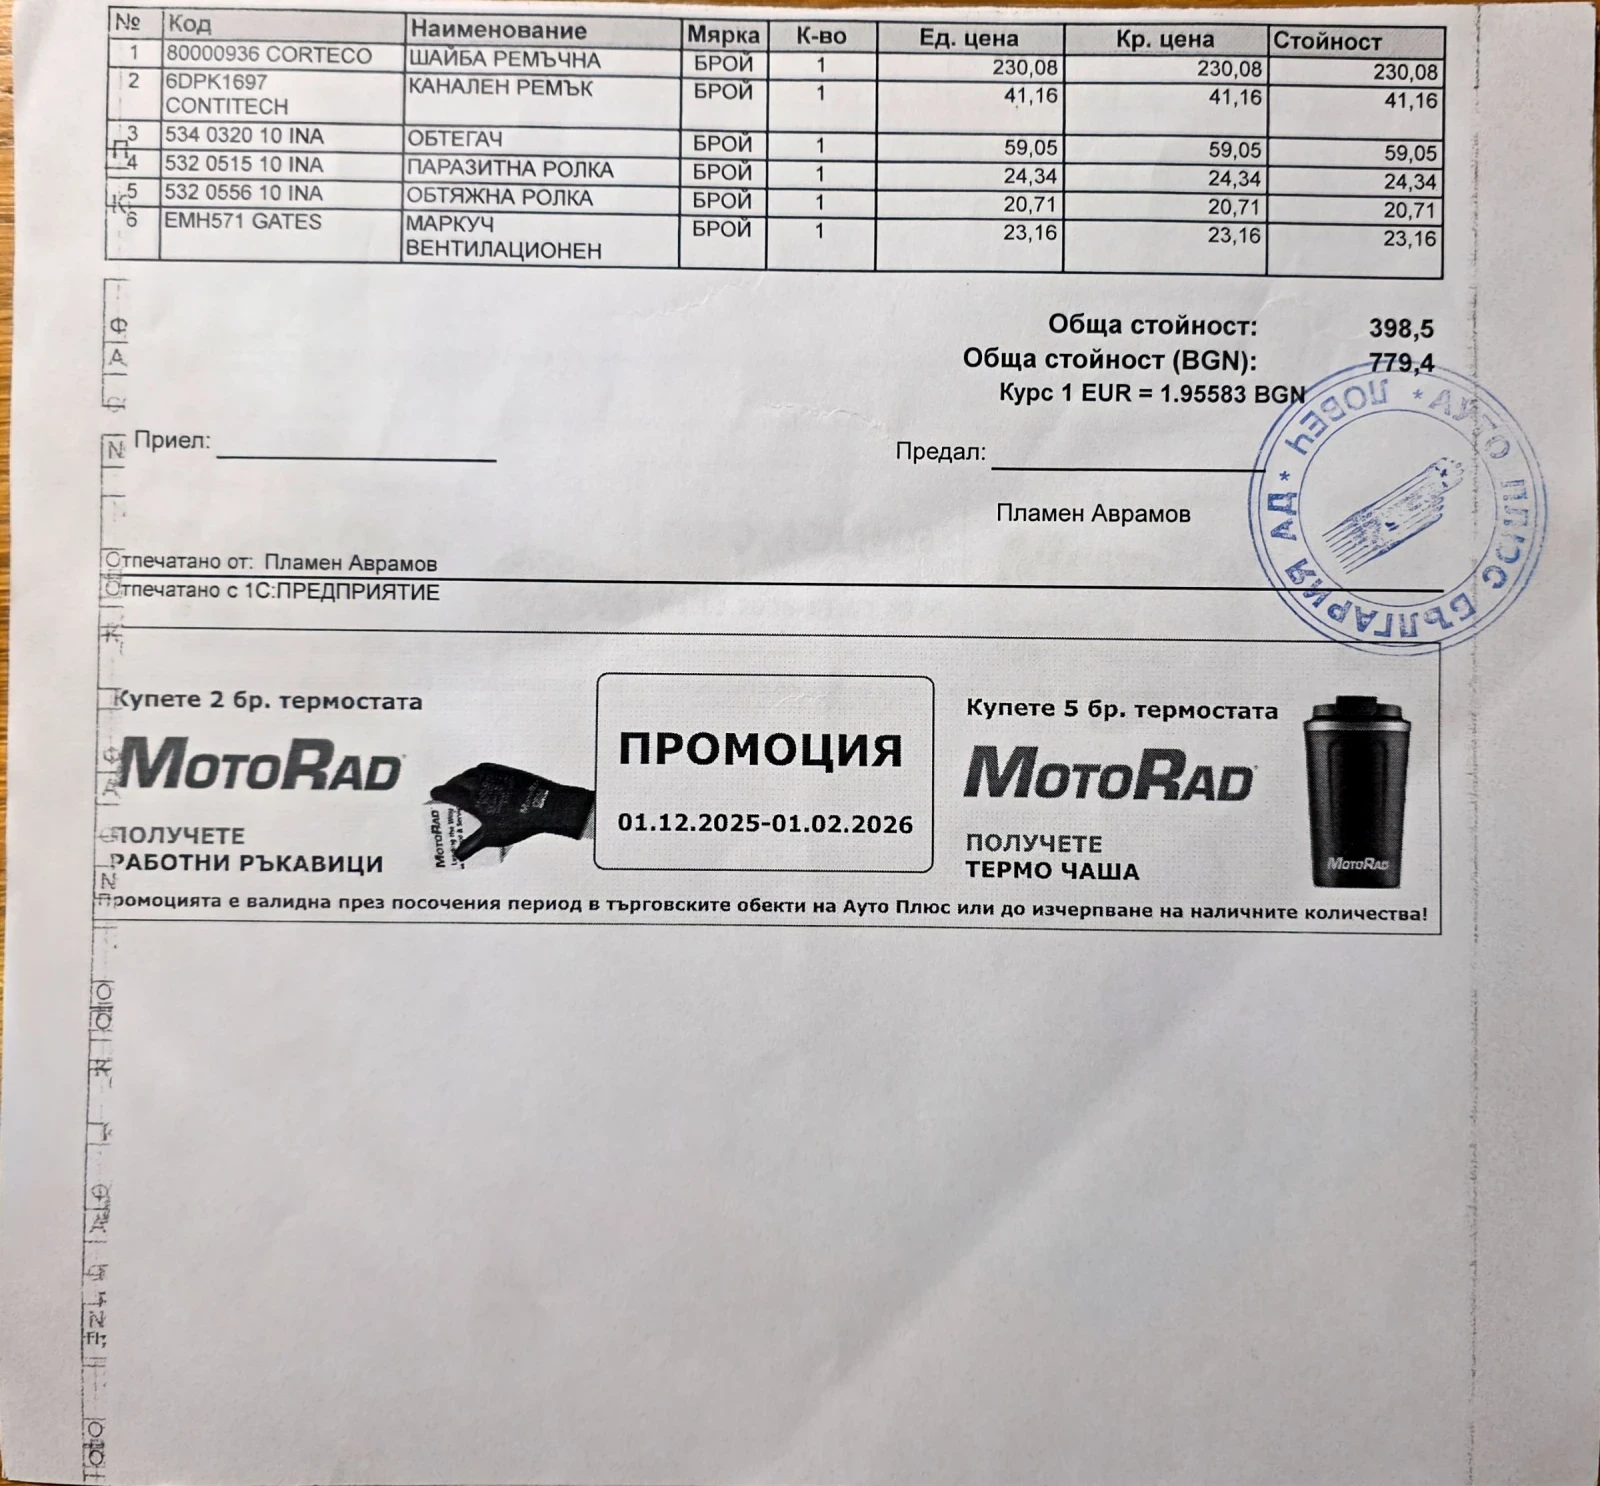 № Код Наименование Мярка К-во Ед. цена Кр. цена Стойност
1 80000936 CORTECO ШАЙБА РЕМЪЧНА БРОЙ 1 230,08 230,08 230,08
2 6DPK1697 КАНАЛЕН РЕМЪК БРОЙ 1 41,16 41,16 41,16
CONTITECH
3 534 0320 10 INA ОБТЕГАЧ БРОЙ 1 59,05 59,05 59,05
4 532 0515 10 INA ПАРАЗИТНА РОЛКА БРОЙ 1 24,34 24,34 24,34
5 532 0556 10 INA ОБТЯЖНА РОЛКА БРОЙ 1 20,71 20,71 20,71
6 EMH571 GATES МАРКУЧ БРОЙ 1 23,16 23,16 23,16
ВЕНТИЛАЦИОНЕН
Обща стойност: 398,5
Обща стойност (BGN): 779,4
Курс 1 EUR = 1.95583 BGN
Приел:
Предал:
Пламен Аврамов
* АУТО ПЛЮС БЪЛГАРИЯ АД * ЛОВЕЧ
Отпечатано от: Пламен Аврамов
Отпечатано с 1С:ПРЕДПРИЯТИЕ
Купете 2 бр. термостата
MOTORAD
ПОЛУЧЕТЕ
РАБОТНИ РЪКАВИЦИ
MOTORAD
ПРОМОЦИЯ
01.12.2025-01.02.2026
Купете 5 бр. термостата
MOTORAD
ПОЛУЧЕТЕ
ТЕРМО ЧАША
MOTORAD
Промоцията е валидна през посочения период в търговските обекти на Ауто Плюс или до изчерпване на наличните количества!